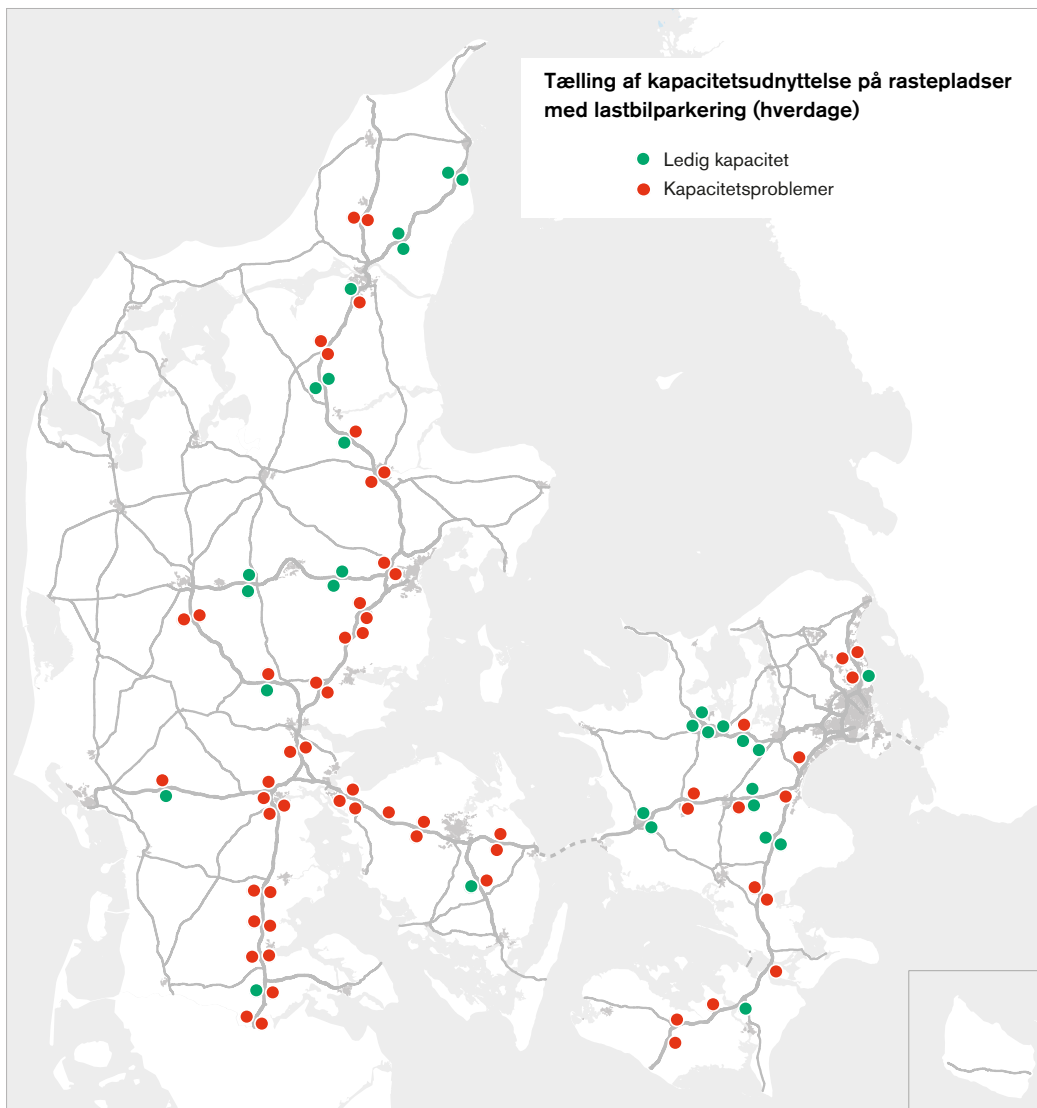 Tælling af kapacitetsudnyttelse på rastepladser
med lastbilparkering (hverdage)
Ledig kapacitet
Kapacitetsproblemer